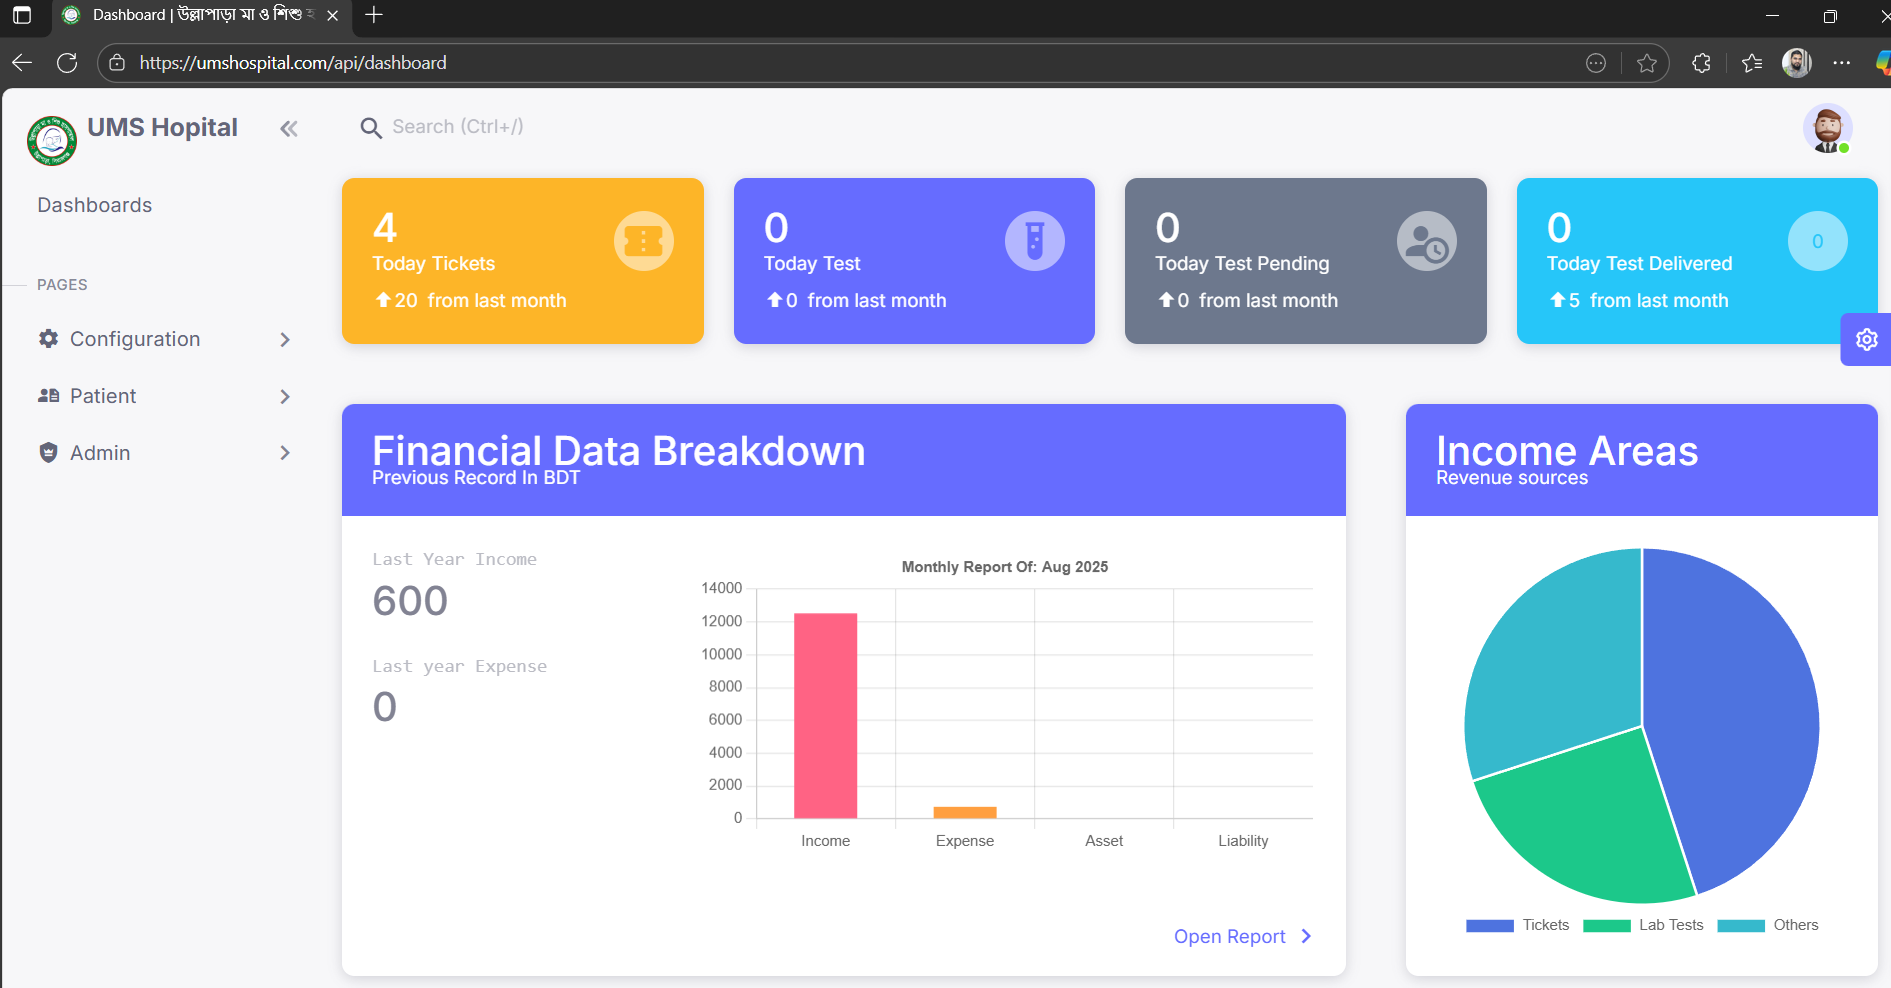 Dashboard | উল্লাপাড়া মা ও শিশু হ
https://umshospital.com/api/dashboard
UMS Hopital
Search (Ctrl+/)
Dashboards
PAGES
Configuration
Patient
Admin
4
Today Tickets
20 from last month
0
Today Test
0 from last month
0
Today Test Pending
0 from last month
0
0
Today Test Delivered
5 from last month
Financial Data Breakdown
Previous Record In BDT
Last Year Income
600
Last year Expense
0
Monthly Report Of: Aug 2025
14000
12000
10000
8000
6000
4000
2000
0
Income Expense Asset Liability
Open Report
Income Areas
Revenue sources
Tickets Lab Tests Others